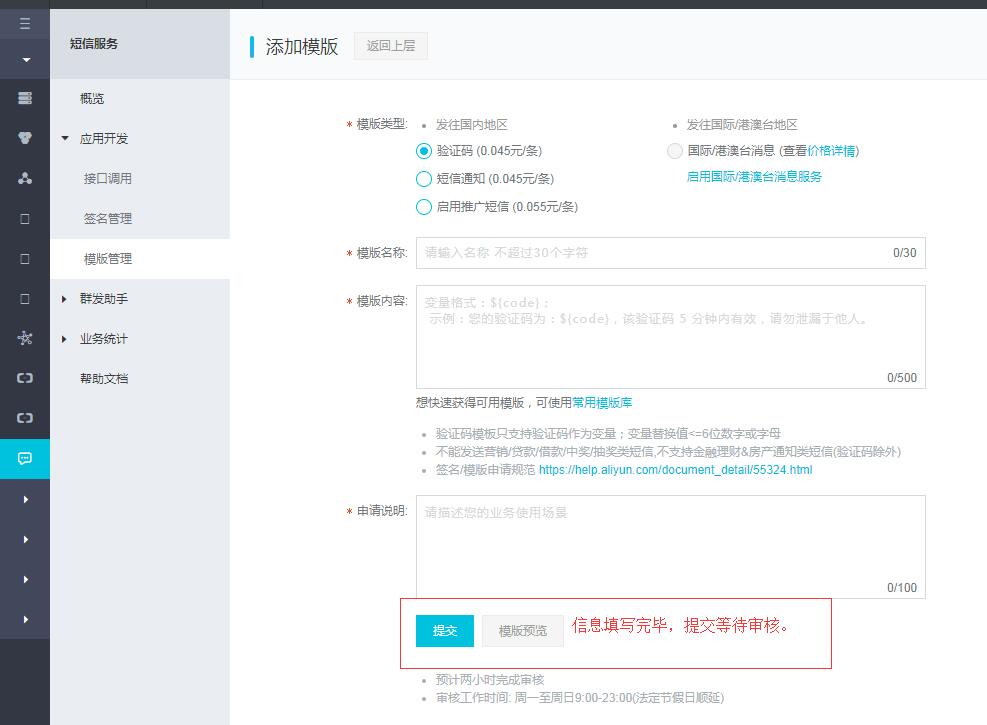 短信服务
添加模版
返回上层
概览
应用开发
接口调用
签名管理
模版管理
群发助手
业务统计
帮助文档
* 模版类型:
发往国内地区
发往国际/港澳台地区
验证码 (0.045元/条)
国际/港澳台消息 (查看价格详情)
短信通知 (0.045元/条)
启用国际/港澳台消息服务
启用推广短信 (0.055元/条)
* 模版名称:
请输入名称 不超过30个字符
0/30
* 模版内容:
变量格式：${code}；
示例：您的验证码为：${code}，该验证码 5 分钟内有效，请勿泄漏于他人。
0/500
想快速获得可用模版，可使用常用模版库
验证码模板只支持验证码作为变量；变量替换值<=6位数字或字母
不能发送营销/贷款/借款/中奖/抽奖类短信,不支持金融理财&房产通知类短信(验证码除外)
签名/模版申请规范 https://help.aliyun.com/document_detail/55324.html
* 申请说明:
请描述您的业务使用场景
0/100
提交
模版预览
信息填写完毕，提交等待审核。
预计两小时完成审核
审核工作时间: 周一至周日9:00-23:00(法定节假日顺延)